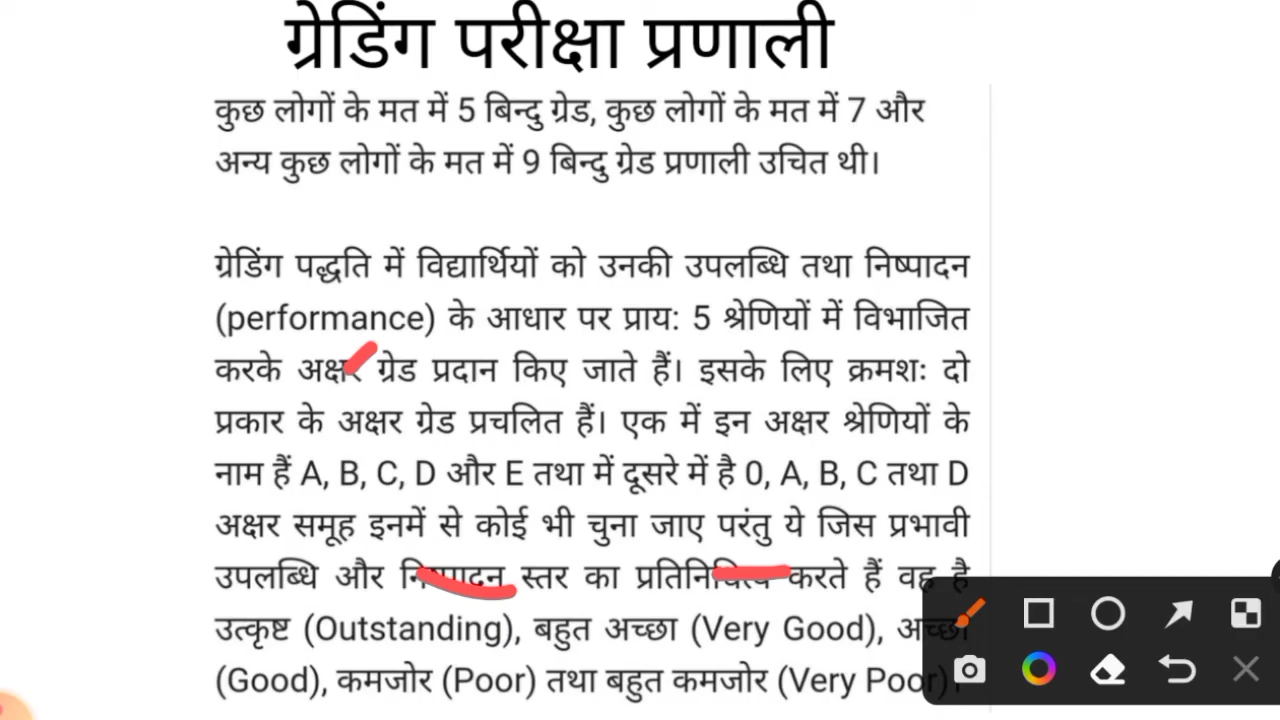 ग्रेडिंग परीक्षा प्रणाली
कुछ लोगों के मत में 5 बिन्दु ग्रेड, कुछ लोगों के मत में 7 और
अन्य कुछ लोगों के मत में 9 बिन्दु ग्रेड प्रणाली उचित थी।
ग्रेडिंग पद्धति में विद्यार्थियों को उनकी उपलब्धि तथा निष्पादन
(performance) के आधार पर प्राय: 5 श्रेणियों में विभाजित
करके अक्षर ग्रेड प्रदान किए जाते हैं। इसके लिए क्रमशः दो
प्रकार के अक्षर ग्रेड प्रचलित हैं। एक में इन अक्षर श्रेणियों के
नाम हैं A, B, C, D और E तथा में दूसरे में है 0, A, B, C तथा D
अक्षर समूह इनमें से कोई भी चुना जाए परंतु ये जिस प्रभावी
उपलब्धि और निष्पादन स्तर का प्रतिनिधित्व करते हैं वह है
उत्कृष्ट (Outstanding), बहुत अच्छा (Very Good), अच्छा
(Good), कमजोर (Poor) तथा बहुत कमजोर (Very Poor)।